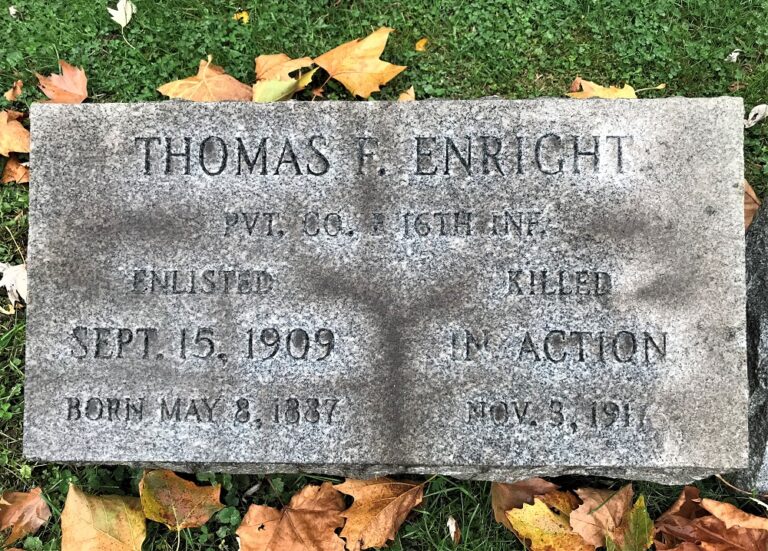 THOMAS F. ENRIGHT
PVT. CO. F 16TH INF.
ENLISTED
SEPT. 15, 1909
BORN MAY 8, 1887
KILLED
IN ACTION
NOV. 3, 1917